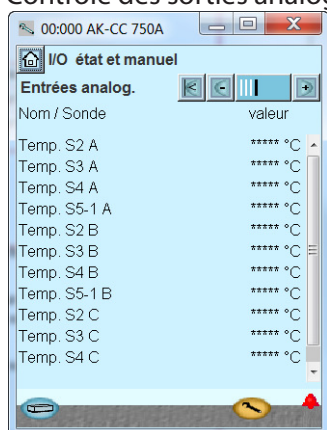 Contrôle des sorties analog
00:000 AK-CC 750A
I/O état et manuel
Entrées analog.
Nom / Sonde valeur
Temp. S2 A ***** °C
Temp. S3 A ***** °C
Temp. S4 A ***** °C
Temp. S5-1 A ***** °C
Temp. S2 B ***** °C
Temp. S3 B ***** °C
Temp. S4 B ***** °C
Temp. S5-1 B ***** °C
Temp. S2 C ***** °C
Temp. S3 C ***** °C
Temp. S4 C ***** °C